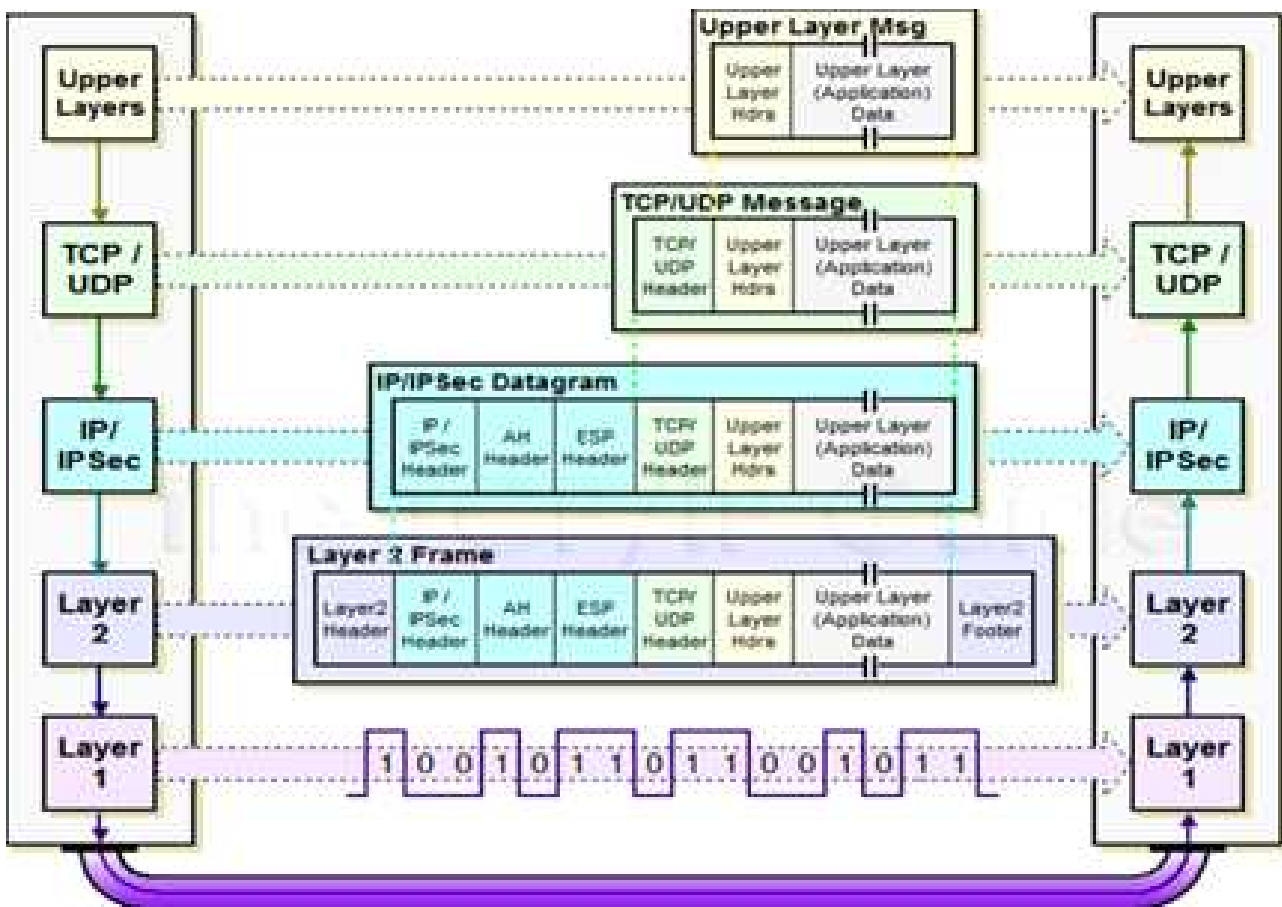 Upper Layer Msg
Upper
Layers
Upper
Layer
Hdrs
Upper Layer
(Application)
Data
Upper
Layers
TCP/UDP Message
TCP /
UDP
TCP/
UDP
Header
Upper
Layer
Hdrs
Upper Layer
(Application)
Data
TCP /
UDP
IP/IPSec Datagram
IP/
IPSec
IP /
IPSec
Header
AH
Header
ESP
Header
TCP/
UDP
Header
Upper
Layer
Hdrs
Upper Layer
(Application)
Data
IP/
IPSec
Layer 2 Frame
Layer
2
Layer2
Header
IP /
IPSec
Header
AH
Header
ESP
Header
TCP/
UDP
Header
Upper
Layer
Hdrs
Upper Layer
(Application)
Data
Layer2
Footer
Layer
2
Layer
1
1 0 0 1 0 1 1 0 1 1 0 0 1 0 1 1
Layer
1